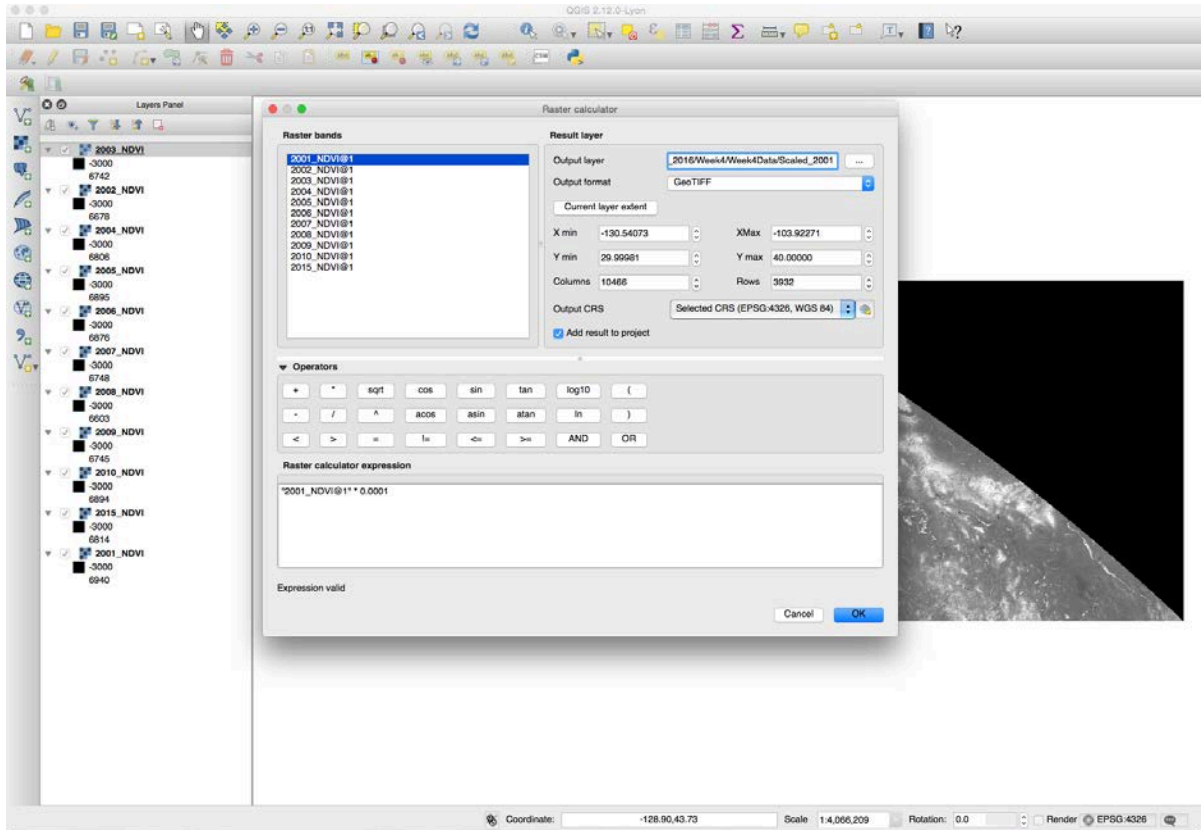 QGIS 2.12.0-Lyon
Layers Panel
2003_NDVI
-3000
6742
2002_NDVI
-3000
6678
2004_NDVI
-3000
6806
2005_NDVI
-3000
6895
2006_NDVI
-3000
6876
2007_NDVI
-3000
6748
2008_NDVI
-3000
6603
2009_NDVI
-3000
6745
2010_NDVI
-3000
6894
2015_NDVI
-3000
6814
2001_NDVI
-3000
6940
Raster calculator
Raster bands
2001_NDVI@1
2002_NDVI@1
2003_NDVI@1
2004_NDVI@1
2005_NDVI@1
2006_NDVI@1
2007_NDVI@1
2008_NDVI@1
2009_NDVI@1
2010_NDVI@1
2015_NDVI@1
Result layer
Output layer _2016/Week4/Week4Data/Scaled_2001 ...
Output format GeoTIFF
Current layer extent
X min -130.54073 XMax -103.92271
Y min 29.99981 Y max 40.00000
Columns 10466 Rows 3932
Output CRS Selected CRS (EPSG:4326, WGS 84)
Add result to project
Operators
+ * sqrt cos sin tan log10 (
- / ^ acos asin atan ln )
< > = != <= >= AND OR
Raster calculator expression
"2001_NDVI@1" * 0.0001
Expression valid
Cancel OK
Coordinate: -128.90,43.73 Scale 1:4,066,209 Rotation: 0.0 Render EPSG:4326